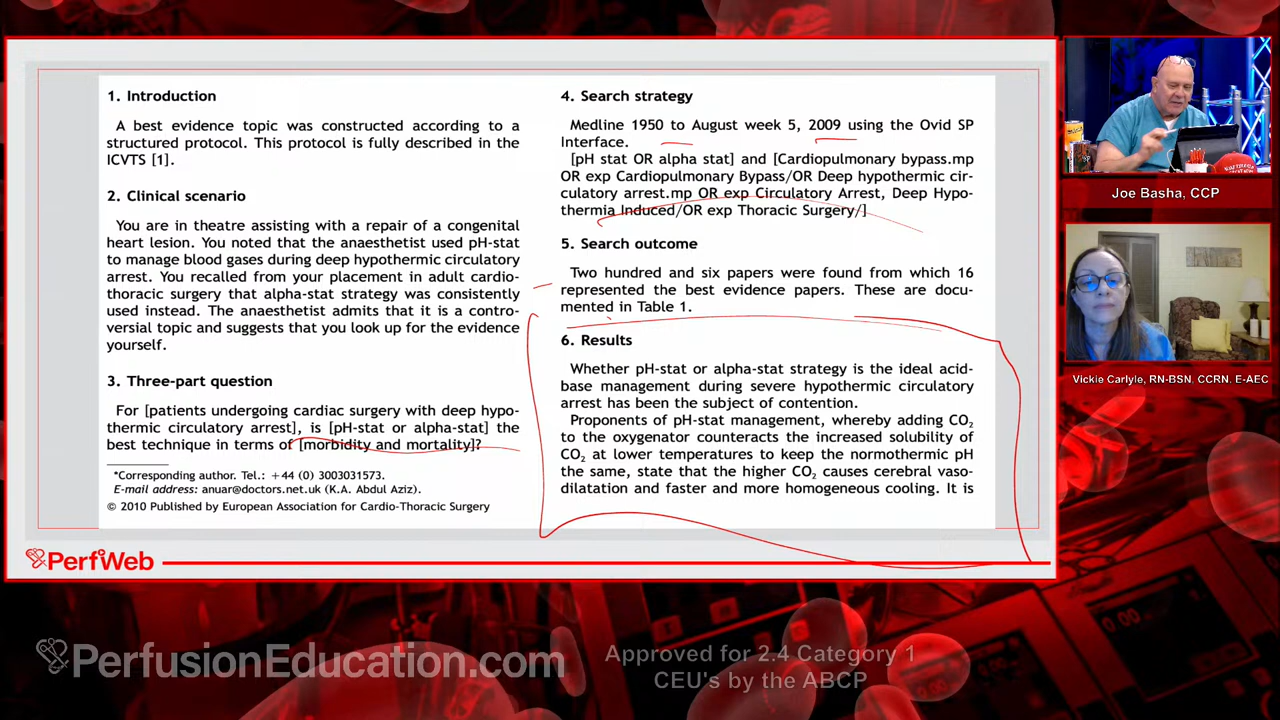 1. Introduction
A best evidence topic was constructed according to a
structured protocol. This protocol is fully described in the
ICVTS [1].
2. Clinical scenario
You are in theatre assisting with a repair of a congenital
heart lesion. You noted that the anaesthetist used pH-stat
to manage blood gases during deep hypothermic circulatory
arrest. You recalled from your placement in adult cardio-
thoracic surgery that alpha-stat strategy was consistently
used instead. The anaesthetist admits that it is a contro-
versial topic and suggests that you look up for the evidence
yourself.
3. Three-part question
For [patients undergoing cardiac surgery with deep hypo-
thermic circulatory arrest], is [pH-stat or alpha-stat] the
best technique in terms of [morbidity and mortality]?
*Corresponding author. Tel.: +44 (0) 3003031573.
E-mail address: anuar@doctors.net.uk (K.A. Abdul Aziz).
© 2010 Published by European Association for Cardio-Thoracic Surgery
4. Search strategy
Medline 1950 to August week 5, 2009 using the Ovid SP
Interface.
[pH stat OR alpha stat] and [Cardiopulmonary bypass.mp
OR exp Cardiopulmonary Bypass/OR Deep hypothermic cir-
culatory arrest.mp OR exp Circulatory Arrest, Deep Hypo-
thermia Induced/OR exp Thoracic Surgery/]
5. Search outcome
Two hundred and six papers were found from which 16
represented the best evidence papers. These are docu-
mented in Table 1.
6. Results
Whether pH-stat or alpha-stat strategy is the ideal acid-
base management during severe hypothermic circulatory
arrest has been the subject of contention.
Proponents of pH-stat management, whereby adding CO₂
to the oxygenator counteracts the increased solubility of
CO₂ at lower temperatures to keep the normothermic pH
the same, state that the higher CO₂ causes cerebral vaso-
dilatation and faster and more homogeneous cooling. It is
PerfWeb
Joe Basha, CCP
Vickie Carlyle, RN-BSN, CCRN, E-AEC
PerfusionEducation.com
Approved for 2.4 Category 1
CEU's by the ABCP